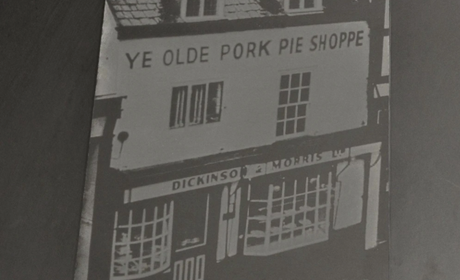 YE OLDE PORK PIE SHOPPE
DICKINSON & MORRIS LTD